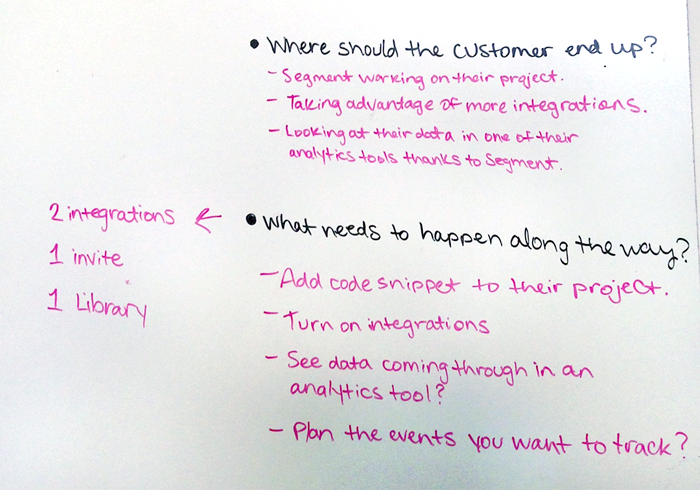 • Where should the customer end up?
- Segment working on their project.
- Taking advantage of more integrations.
- Looking at their data in one of their
analytics tools thanks to Segment.
2 integrations ←
1 invite
1 Library
• What needs to happen along the way?
- Add code snippet to their project.
- Turn on integrations
- See data coming through in an
analytics tool?
- Plan the events you want to track?